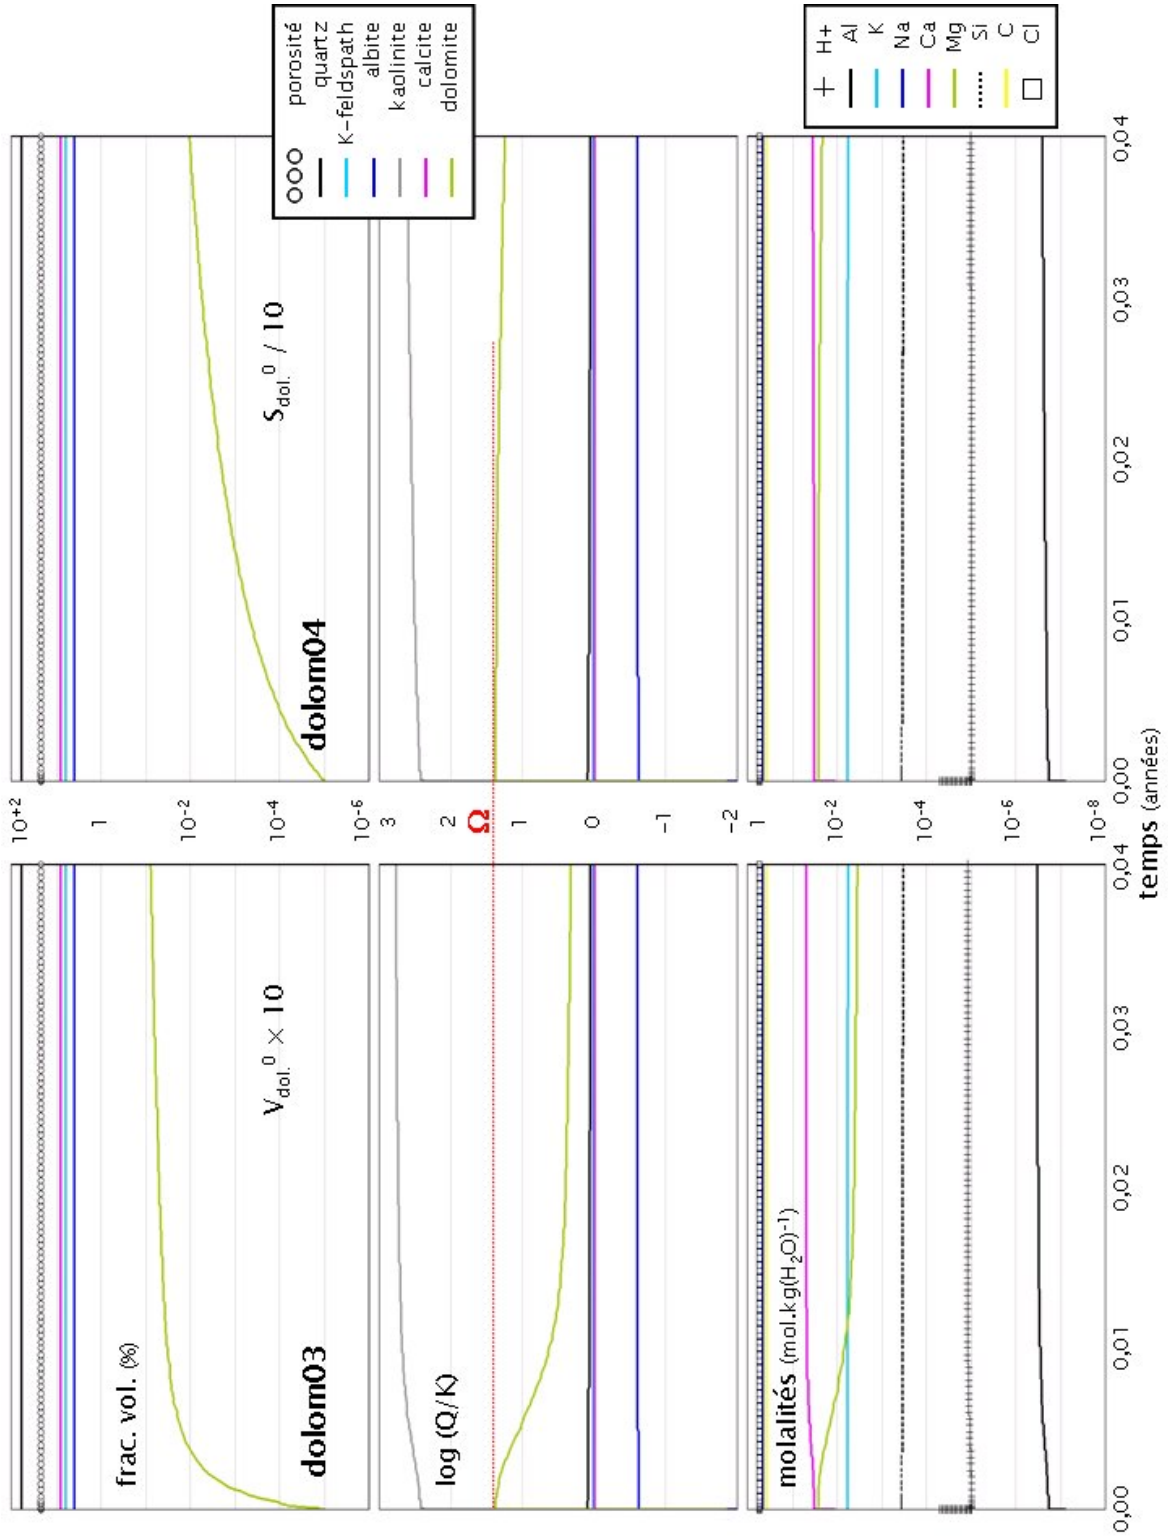 frac. vol. (%)
dolom03
V dol. 0 × 10
10+2
1
10-2
10-4
10-6
dolom04
S dol. 0 / 10
porosité
quartz
K-feldspath
albite
kaolinite
calcite
dolomite
log (Q/K)
3
2
Ω
1
0
-1
-2
molalités (mol.kg(H2O)-1)
1
10-2
10-4
10-6
10-8
H+
Al
K
Na
Ca
Mg
Si
C
Cl
0,00
0,01
0,02
0,03
0,04
0,00
0,01
0,02
0,03
0,04
temps (années)